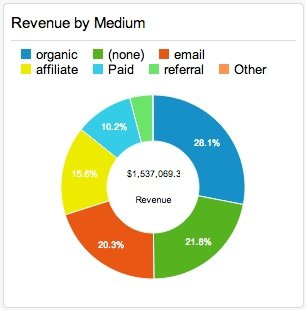 Revenue by Medium
organic (none) email
affiliate Paid referral Other
28.1%
10.2%
15.6%
$1,537,069.3
Revenue
20.3%
21.8%